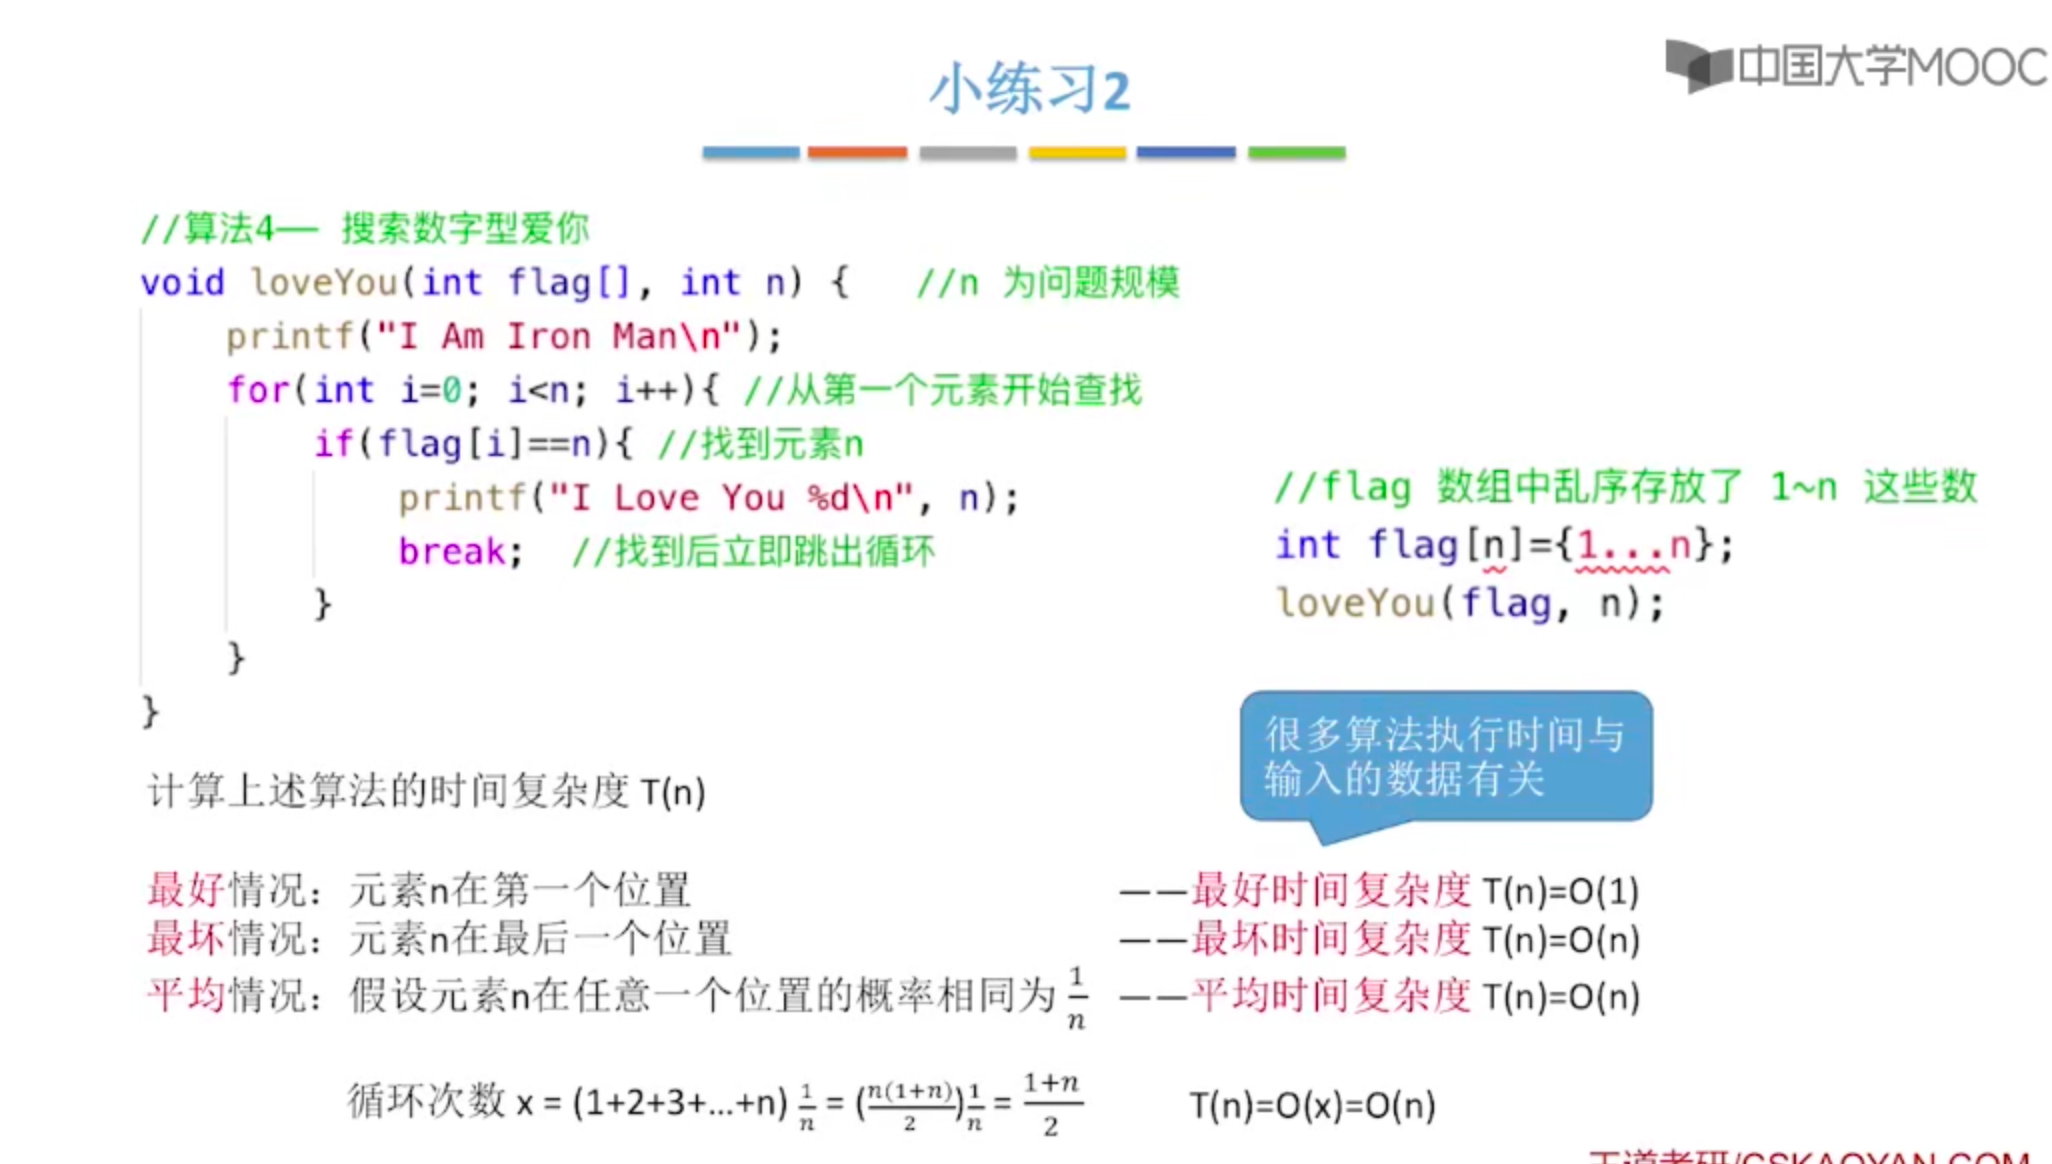 中国大学MOOC
小练习2
//算法4—— 搜索数字型爱你
void loveYou(int flag[], int n) {   //n 为问题规模
    printf("I Am Iron Man\n");
    for(int i=0; i<n; i++){ //从第一个元素开始查找
        if(flag[i]==n){ //找到元素n
            printf("I Love You %d\n", n);
            break;  //找到后立即跳出循环
        }
    }
}
//flag 数组中乱序存放了 1~n 这些数
int flag[n]={1...n};
loveYou(flag, n);
很多算法执行时间与
输入的数据有关
计算上述算法的时间复杂度 T(n)
最好情况：元素n在第一个位置 ——最好时间复杂度 T(n)=O(1)
最坏情况：元素n在最后一个位置 ——最坏时间复杂度 T(n)=O(n)
平均情况：假设元素n在任意一个位置的概率相同为 1/n ——平均时间复杂度 T(n)=O(n)
循环次数 x = (1+2+3+...+n) 1/n = (n(1+n)/2) 1/n = (1+n)/2    T(n)=O(x)=O(n)
王道考研/CSKAOYAN.COM